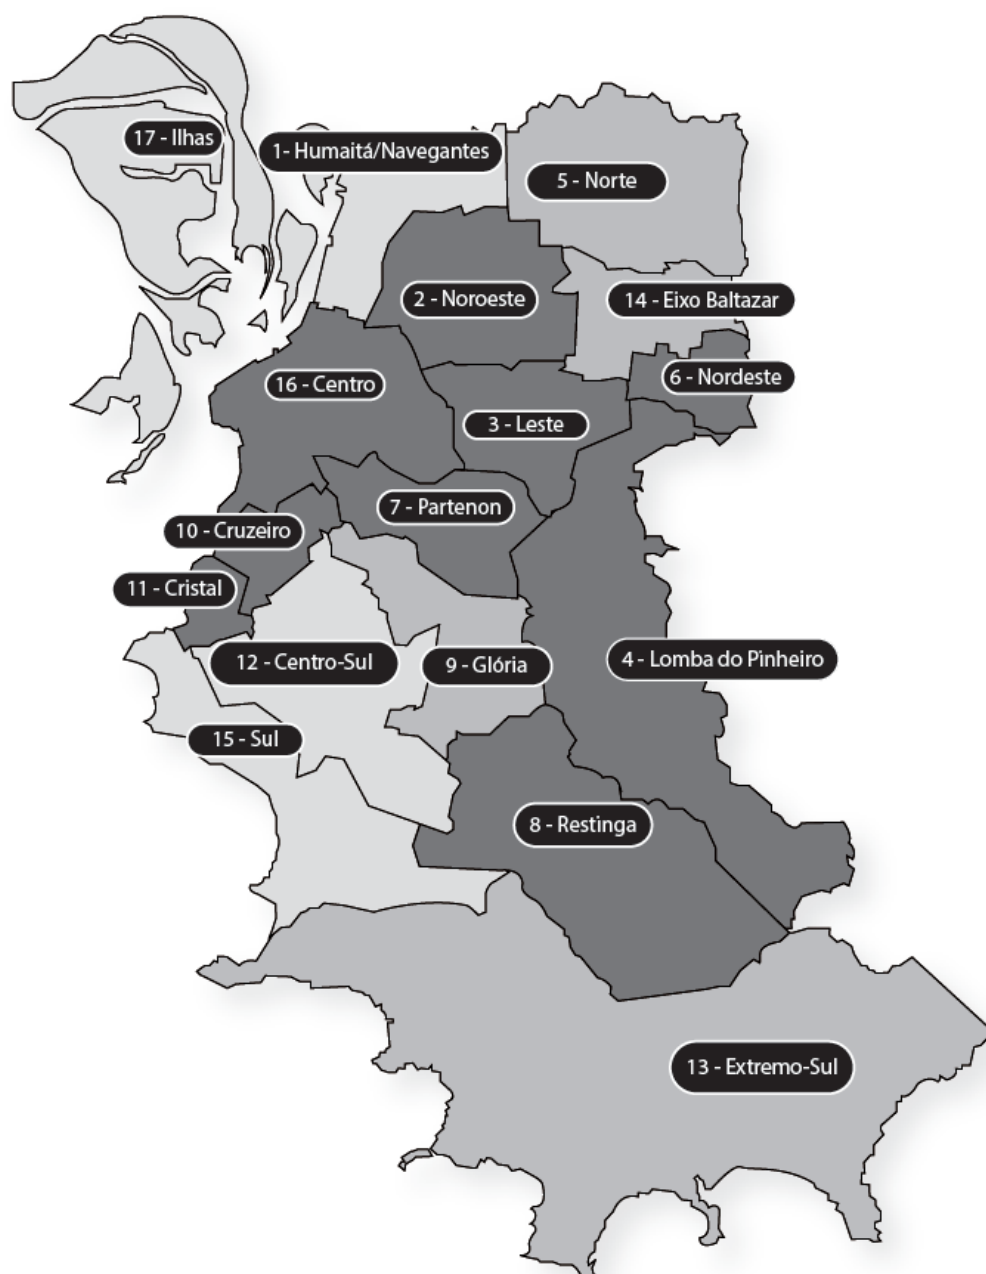 17 - Ilhas
1- Humaitá/Navegantes
5 - Norte
2 - Noroeste
14 - Eixo Baltazar
16 - Centro
6 - Nordeste
3 - Leste
7 - Partenon
10 - Cruzeiro
11 - Cristal
12 - Centro-Sul
9 - Glória
4 - Lomba do Pinheiro
15 - Sul
8 - Restinga
13 - Extremo-Sul